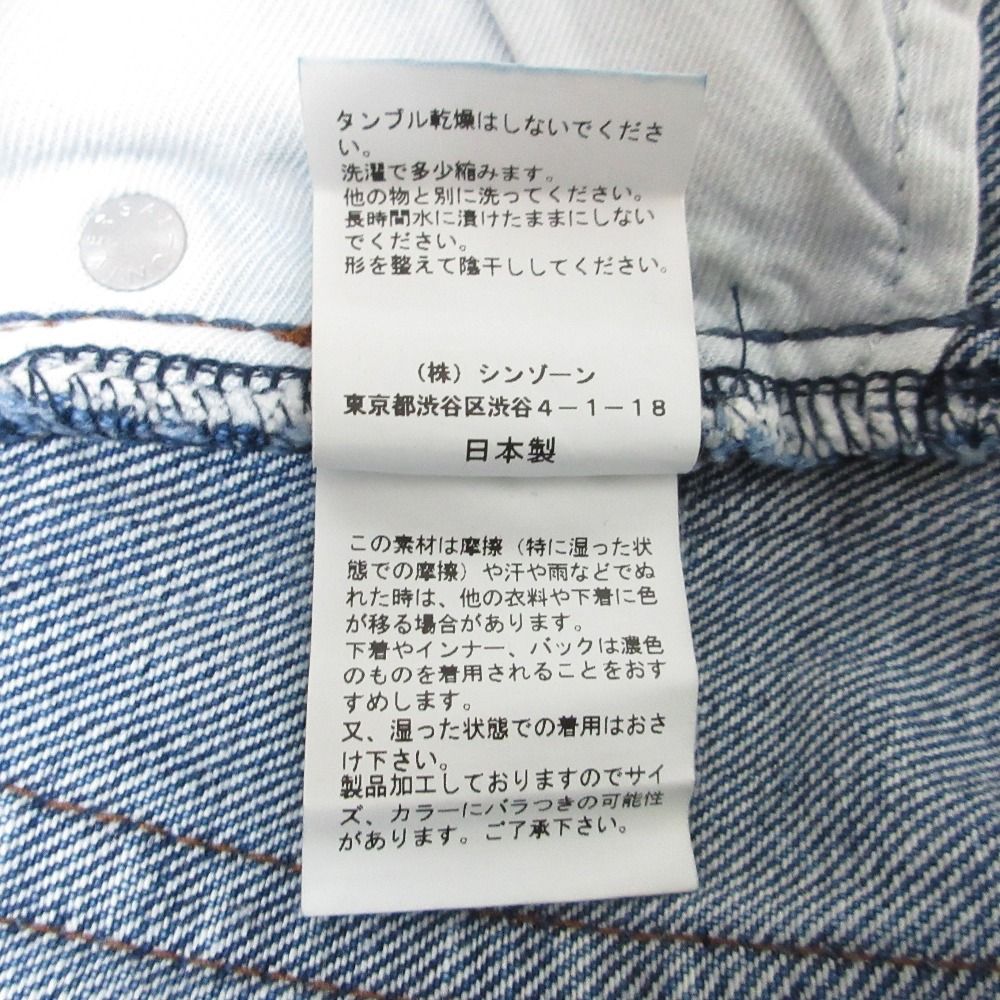 タンブル乾燥はしないでくださ
い。
洗濯で多少縮みます。
他の物と別に洗ってください。
長時間水に漬けたままにしない
でください。
形を整えて陰干ししてください。
（株）シンゾーン
東京都渋谷区渋谷４－１－１８
日本製
この素材は摩擦（特に湿った状
態での摩擦）や汗や雨などでぬ
れた時は、他の衣料や下着に色
が移る場合があります。
下着やインナー、バックは濃色
のものを着用されることをおす
すめします。
又、湿った状態での着用はおさ
け下さい。
製品加工しておりますのでサイ
ズ、カラーにバラつきの可能性
があります。ご了承下さい。